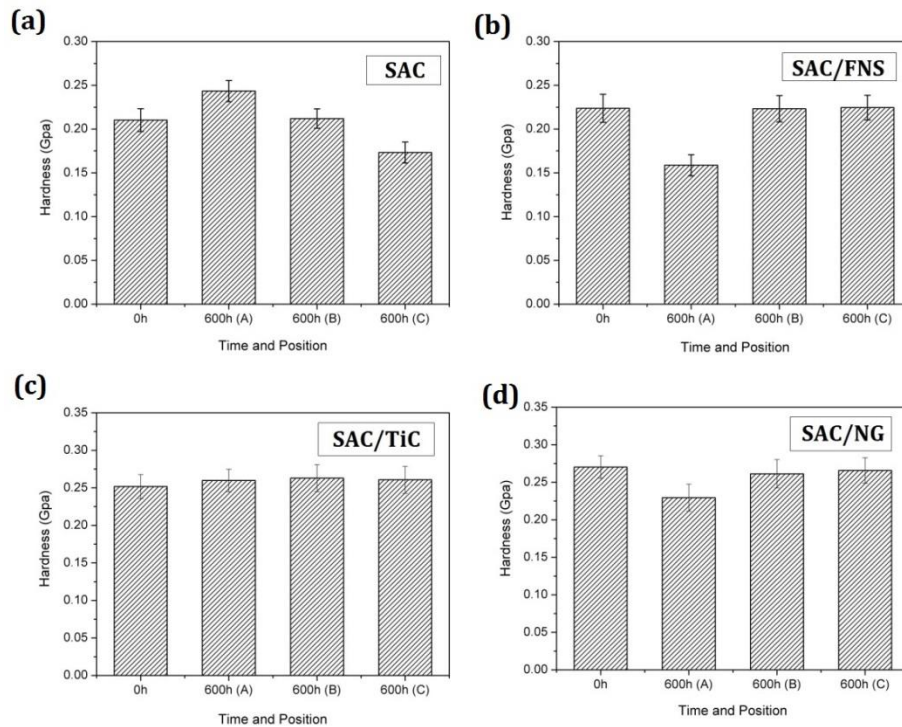 (a)
SAC
0.30
0.25
0.20
0.15
0.10
0.05
0.00
Hardness (Gpa)
0h 600h (A) 600h (B) 600h (C)
Time and Position
(b)
SAC/FNS
0.30
0.25
0.20
0.15
0.10
0.05
0.00
Hardness (Gpa)
0h 600h (A) 600h (B) 600h (C)
Time and Position
(c)
SAC/TiC
0.35
0.30
0.25
0.20
0.15
0.10
0.05
0.00
Hardness (Gpa)
0h 600h (A) 600h (B) 600h (C)
Time and Position
(d)
SAC/NG
0.35
0.30
0.25
0.20
0.15
0.10
0.05
0.00
Hardness (Gpa)
0h 600h (A) 600h (B) 600h (C)
Time and Position